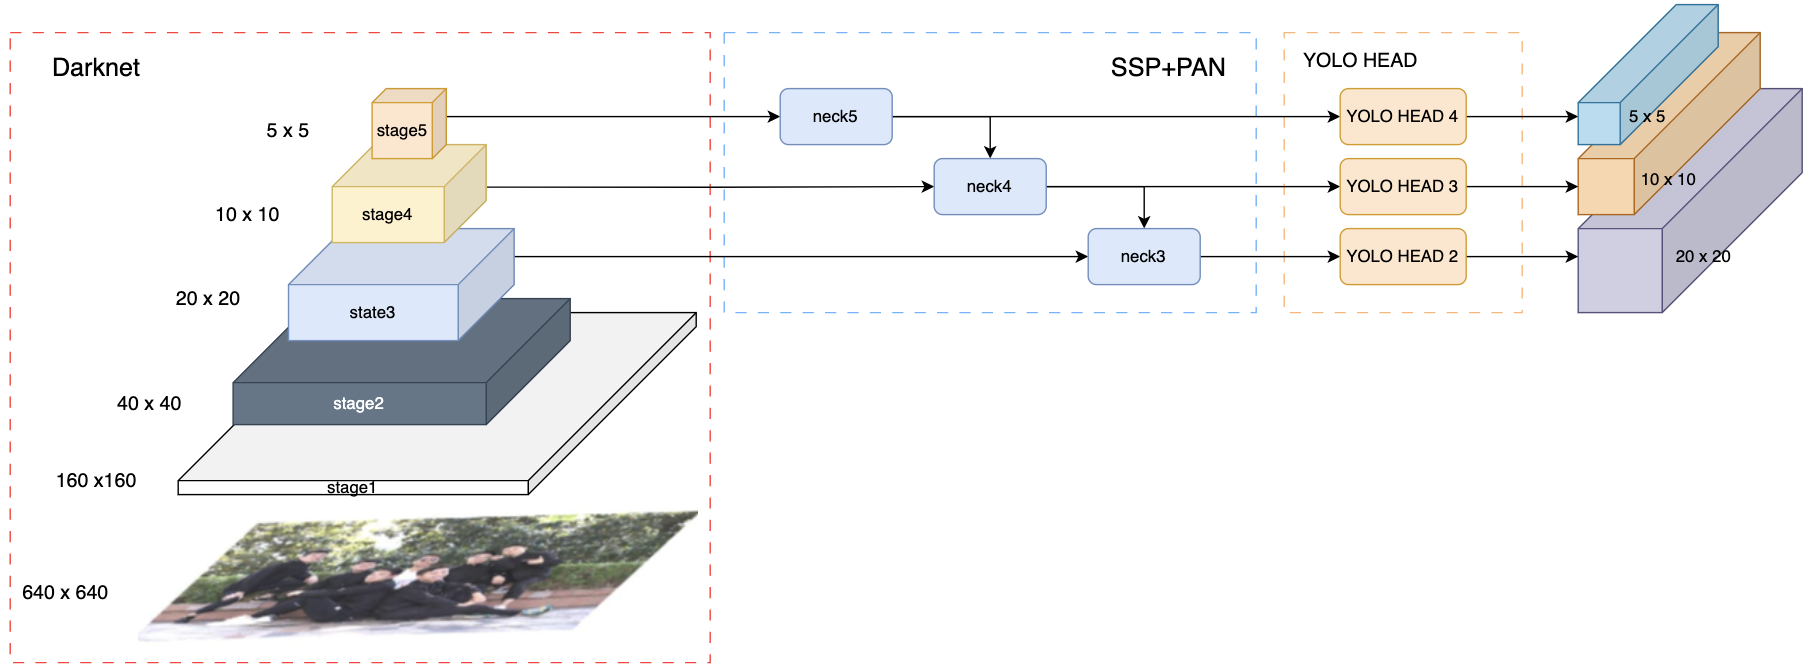 Darknet
SSP+PAN
YOLO HEAD
5 x 5
stage5
neck5
YOLO HEAD 4
5 x 5
10 x 10
stage4
neck4
YOLO HEAD 3
10 x 10
20 x 20
state3
neck3
YOLO HEAD 2
20 x 20
40 x 40
stage2
160 x160
stage1
640 x 640